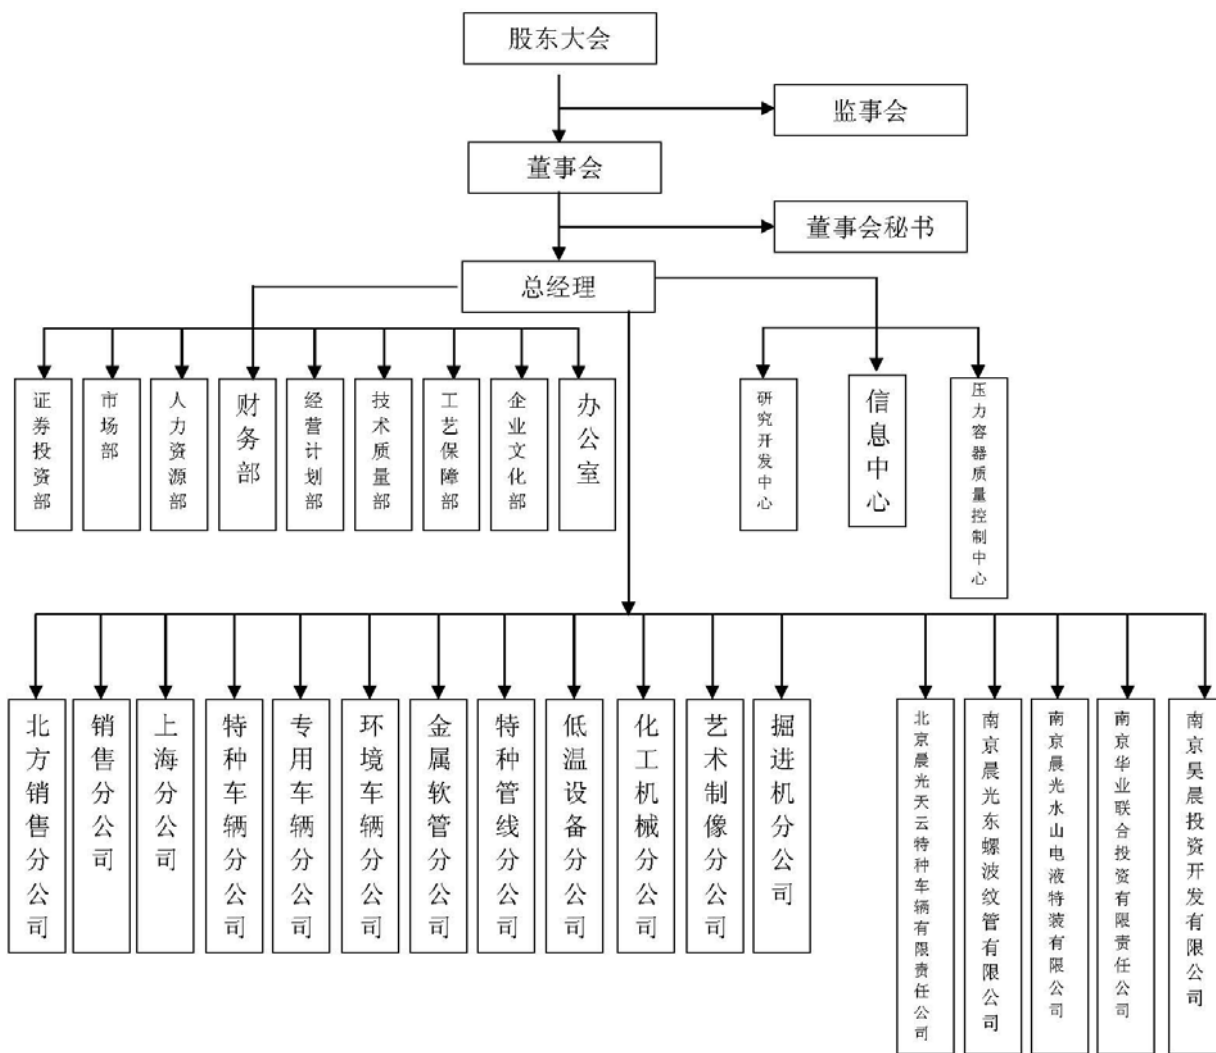 股东大会
监事会
董事会
董事会秘书
总经理
证券投资部
市场部
人力资源部
财务部
经营计划部
技术质量部
工艺保障部
企业文化部
办公室
研究开发中心
信息中心
压力容器质量控制中心
北方销售分公司
销售分公司
上海分公司
特种车辆分公司
专用车辆分公司
环境车辆分公司
金属软管分公司
特种管线分公司
低温设备分公司
化工机械分公司
艺术制像分公司
掘进机分公司
北京晨光天云特种车辆有限责任公司
南京晨光东螺波纹管有限公司
南京晨光水山电液特装有限公司
南京华业联合投资有限责任公司
南京昊晨投资开发有限公司